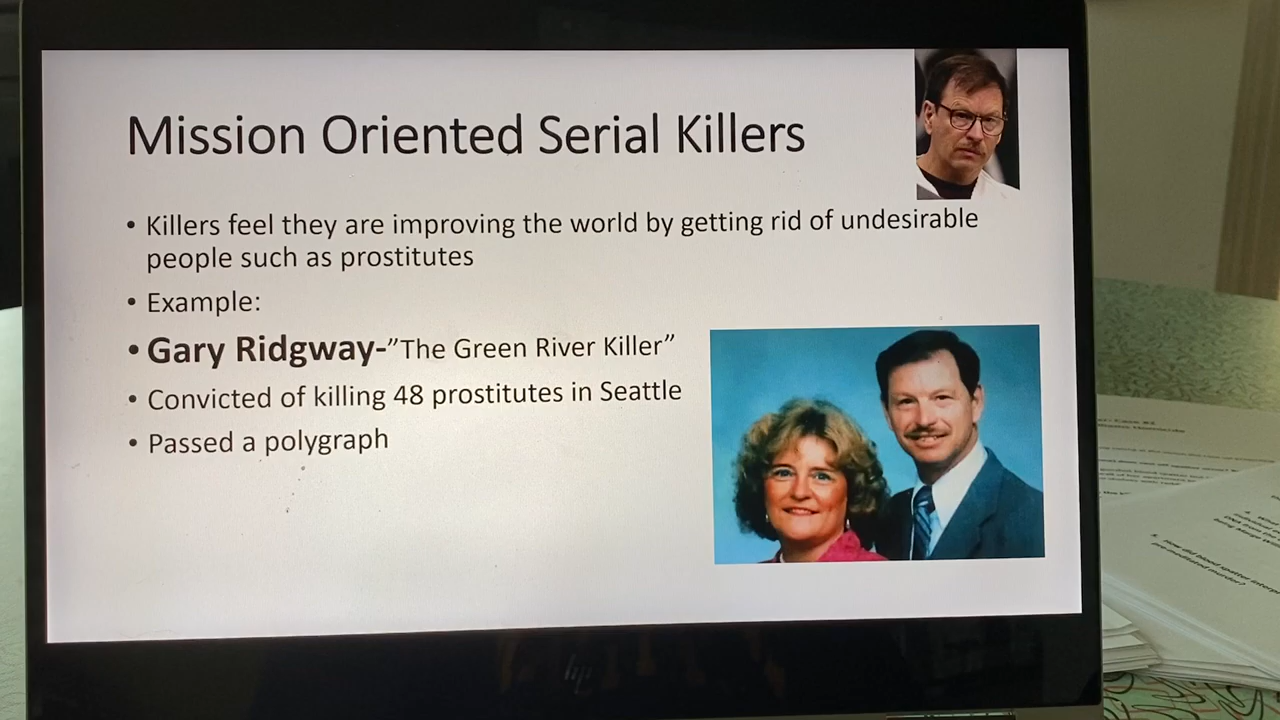 Mission Oriented Serial Killers
• Killers feel they are improving the world by getting rid of undesirable
people such as prostitutes
• Example:
• Gary Ridgway-”The Green River Killer”
• Convicted of killing 48 prostitutes in Seattle
• Passed a polygraph
hp